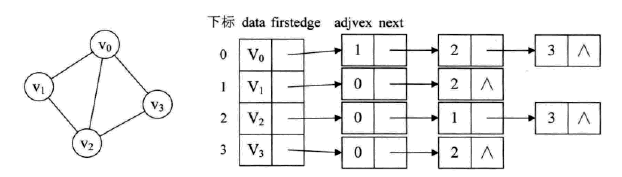 下标 data firstedge adjvex next
V0
V1
V2
V3
0 V0 1 2 3 ∧
1 V1 0 2 ∧
2 V2 0 1 3 ∧
3 V3 0 2 ∧